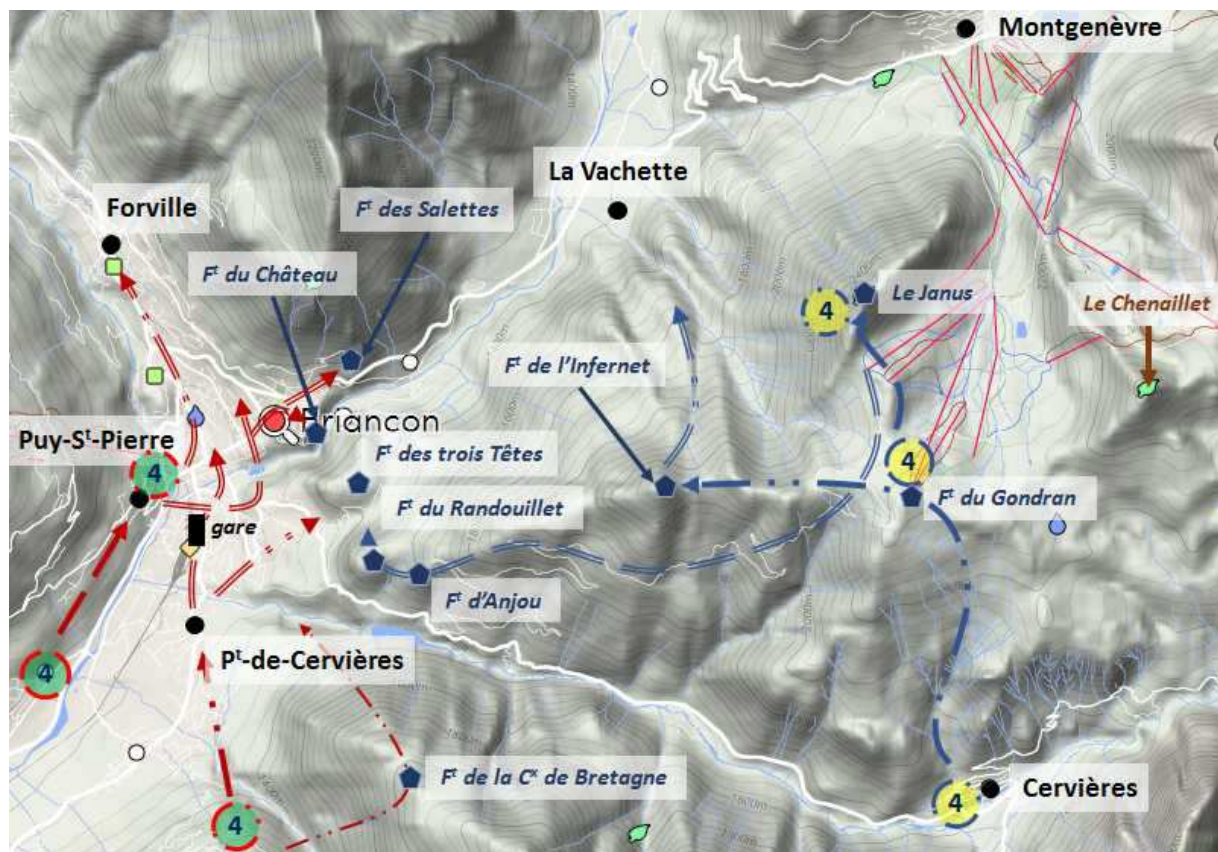 Montgenèvre
La Vachette
Forville
Fᵗ des Salettes
Fᵗ du Château
Le Janus
4
Le Chenaillet
Fᵗ de l'Infernet
Briancon
Puy-Sᵗ-Pierre
4
Fᵗ des trois Têtes
4
Fᵗ du Gondran
gare
Fᵗ du Randouillet
Fᵗ d'Anjou
Pᵗ-de-Cervières
4
Fᵗ de la Cˣ de Bretagne
Cervières
4
4